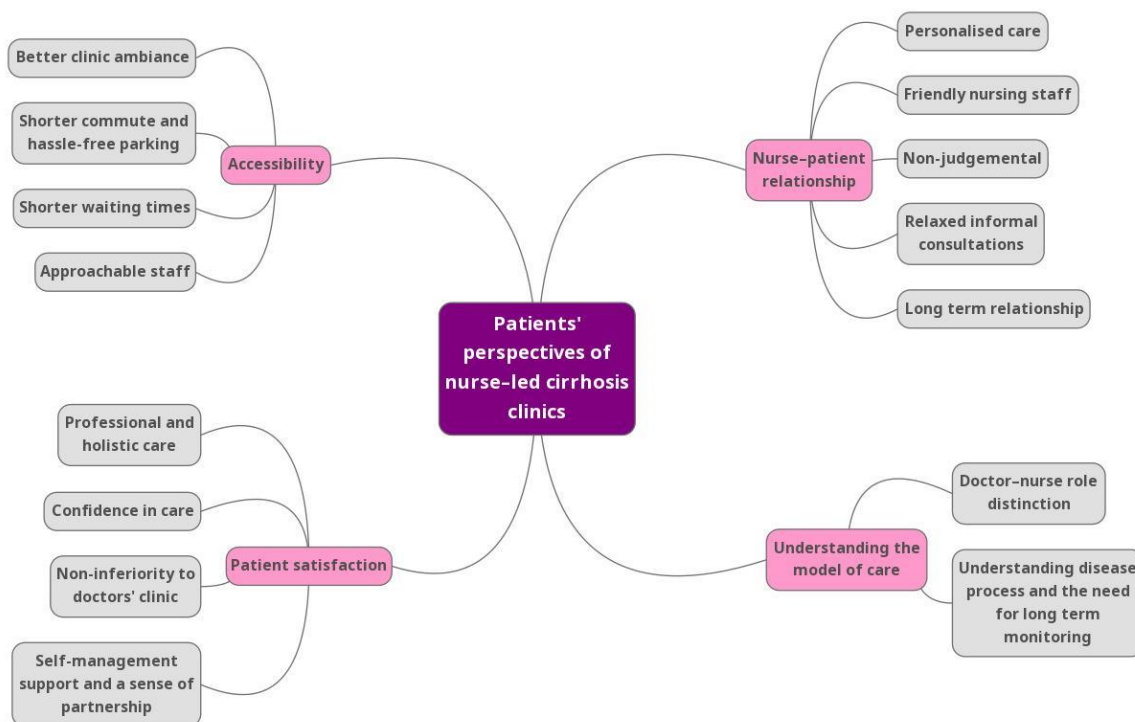 Better clinic ambiance
Shorter commute and
hassle-free parking
Accessibility
Shorter waiting times
Approachable staff
Personalised care
Friendly nursing staff
Nurse–patient
relationship
Non-judgemental
Relaxed informal
consultations
Long term relationship
Patients'
perspectives of
nurse–led cirrhosis
clinics
Professional and
holistic care
Confidence in care
Patient satisfaction
Non-inferiority to
doctors' clinic
Self-management
support and a sense of
partnership
Doctor–nurse role
distinction
Understanding the
model of care
Understanding disease
process and the need
for long term
monitoring